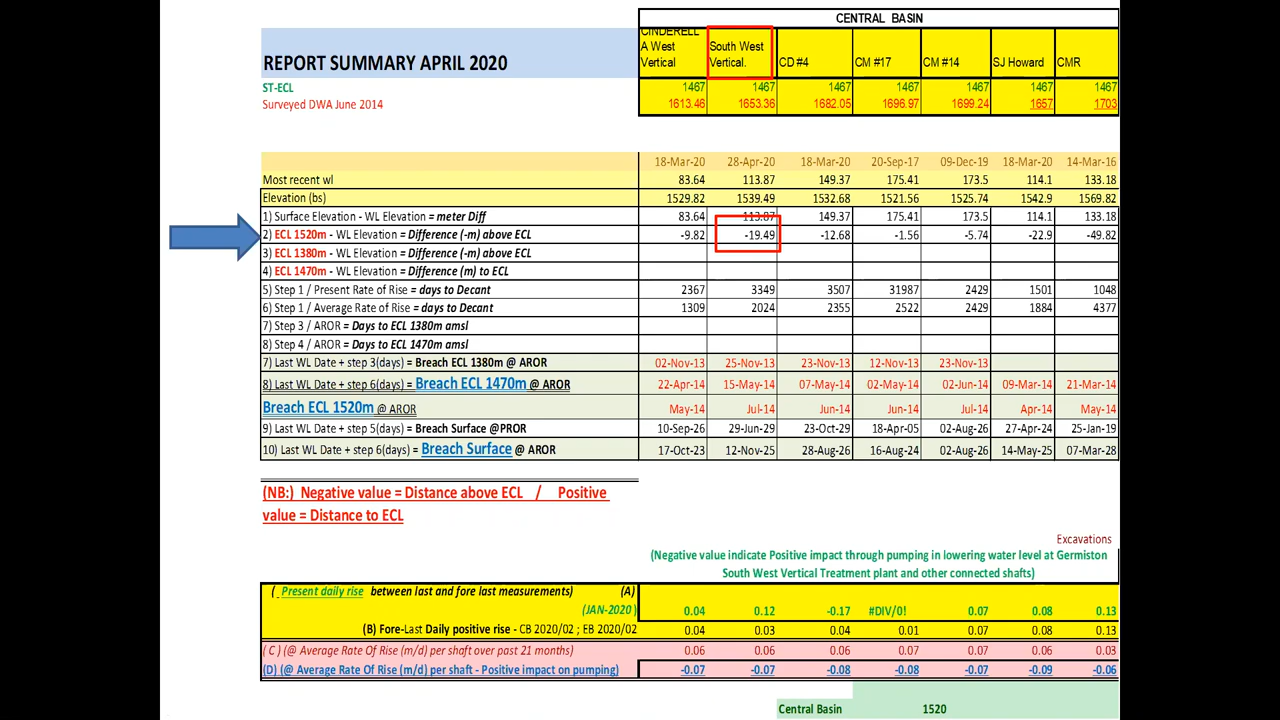 CENTRAL BASIN
REPORT SUMMARY APRIL 2020 CINDERELL A West Vertical South West Vertical. CD #4 CM #17 CM #14 SJ Howard CMR
ST-ECL 1467 1467 1467 1467 1467 1467 1467
Surveyed DWA June 2014 1613.46 1653.36 1682.05 1696.97 1699.24 1657 1703
18-Mar-20 28-Apr-20 18-Mar-20 20-Sep-17 09-Dec-19 18-Mar-20 14-Mar-16
Most recent wl 83.64 113.87 149.37 175.41 173.5 114.1 133.18
Elevation (bs) 1529.82 1539.49 1532.68 1521.56 1525.74 1542.9 1569.82
1) Surface Elevation - WL Elevation = meter Diff 83.64 113.87 149.37 175.41 173.5 114.1 133.18
2) ECL 1520m - WL Elevation = Difference (-m) above ECL -9.82 -19.49 -12.68 -1.56 -5.74 -22.9 -49.82
3) ECL 1380m - WL Elevation = Difference (-m) above ECL
4) ECL 1470m - WL Elevation = Difference (m) to ECL
5) Step 1 / Present Rate of Rise = days to Decant 2367 3349 3507 31987 2429 1501 1048
6) Step 1 / Average Rate of Rise = days to Decant 1309 2024 2355 2522 2429 1884 4377
7) Step 3 / AROR = Days to ECL 1380m amsl
8) Step 4 / AROR = Days to ECL 1470m amsl
7) Last WL Date + step 3(days) = Breach ECL 1380m @ AROR 02-Nov-13 25-Nov-13 23-Nov-13 12-Nov-13 23-Nov-13
8) Last WL Date + step 6(days) = Breach ECL 1470m @ AROR 22-Apr-14 15-May-14 07-May-14 02-May-14 02-Jun-14 09-Mar-14 21-Mar-14
Breach ECL 1520m @ AROR May-14 Jul-14 Jun-14 Jun-14 Jul-14 Apr-14 May-14
9) Last WL Date + step 5(days) = Breach Surface @PROR 10-Sep-26 29-Jun-29 23-Oct-29 18-Apr-05 02-Aug-26 27-Apr-24 25-Jan-19
10) Last WL Date + step 6(days) = Breach Surface @ AROR 17-Oct-23 12-Nov-25 28-Aug-26 16-Aug-24 02-Aug-26 14-May-25 07-Mar-28
(NB:) Negative value = Distance above ECL / Positive
value = Distance to ECL
Excavations
(Negative value indicate Positive impact through pumping in lowering water level at Germiston
South West Vertical Treatment plant and other connected shafts)
( Present daily rise between last and fore last measurements) (A)
(JAN-2020 ) 0.04 0.12 -0.17 #DIV/0! 0.07 0.08 0.13
(B) Fore-Last Daily positive rise - CB 2020/02 ; EB 2020/02 0.04 0.03 0.04 0.01 0.07 0.08 0.13
( C ) (@ Average Rate Of Rise (m/d) per shaft over past 21 months) 0.06 0.06 0.06 0.07 0.07 0.06 0.03
(D) (@ Average Rate Of Rise (m/d) per shaft - Positive impact on pumping) -0.07 -0.07 -0.08 -0.08 -0.07 -0.09 -0.06
Central Basin 1520